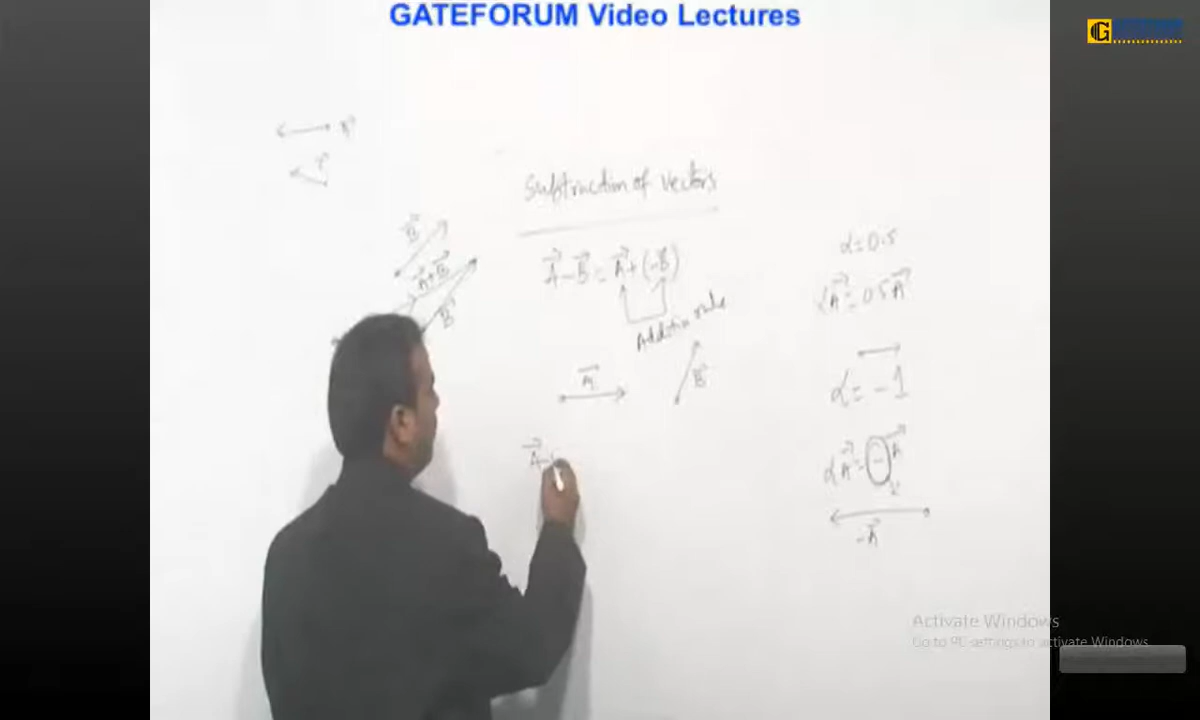 GATEFORUM Video Lectures
G
Subtraction of vectors
A⃗ - B⃗ = A⃗ + (-B⃗)
Addition rule
B⃗
A⃗+B⃗
B⃗
A⃗
B⃗
A⃗ -
α = 0.5
αA⃗ = 0.5A⃗
α = -1
αA⃗ = -A⃗
-A⃗
Activate Windows
Go to PC settings to activate Windows.